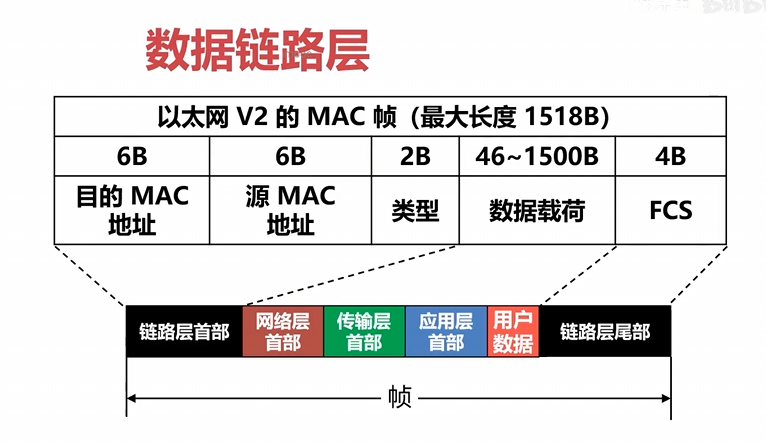 数据链路层
以太网 V2 的 MAC 帧（最大长度 1518B）
6B 6B 2B 46~1500B 4B
目的 MAC
地址
源 MAC
地址
类型
数据载荷
FCS
链路层首部
网络层
首部
传输层
首部
应用层
首部
用户
数据
链路层尾部
帧